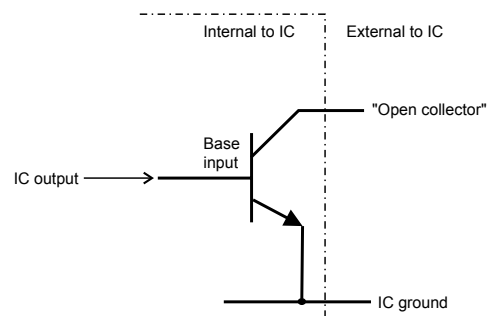 Internal to IC
External to IC
"Open collector"
Base
input
IC output
IC ground